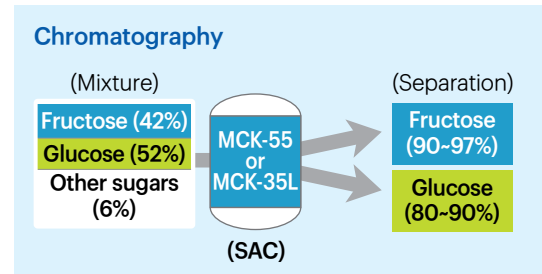 Chromatography
(Mixture)
Fructose (42%)
Glucose (52%)
Other sugars
(6%)
MCK-55
or
MCK-35L
(SAC)
(Separation)
Fructose
(90~97%)
Glucose
(80~90%)